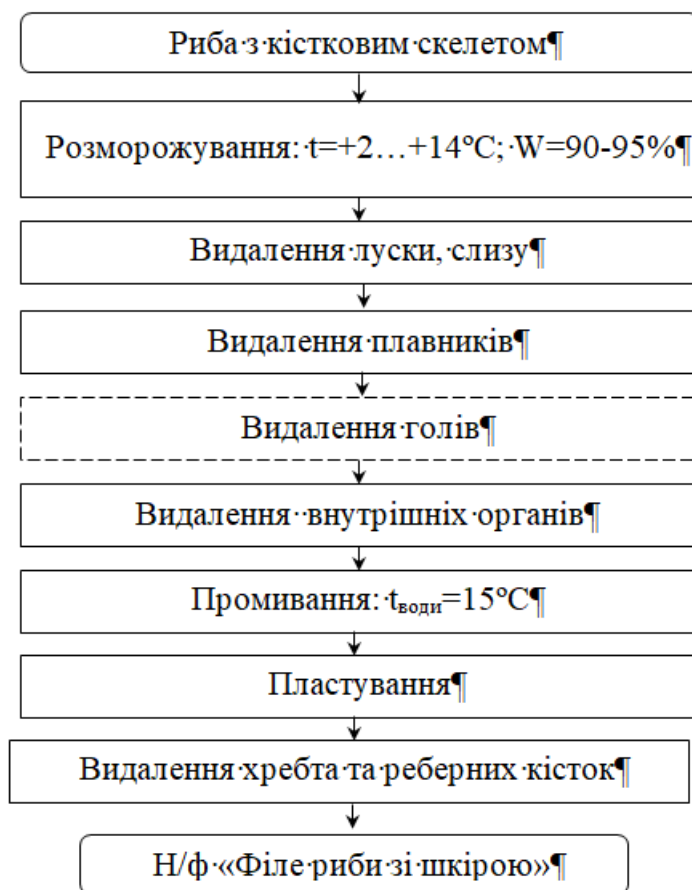 Риба·з·кістковим·скелетом¶
Розморожування:·t=+2…+14ºC;·W=90-95%¶
Видалення·луски,·слизу¶
Видалення·плавників¶
Видалення·голів¶
Видалення··внутрішніх·органів¶
Промивання:·tводи=15ºC¶
Пластування¶
Видалення·хребта·та·реберних·кісток¶
Н/ф·«Філе·риби·зі·шкірою»¶